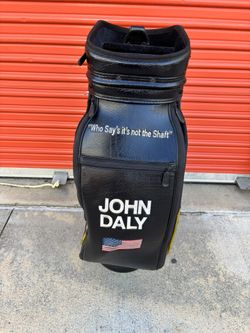 "Who Say's it's not the Shaft"
JOHN
DALY